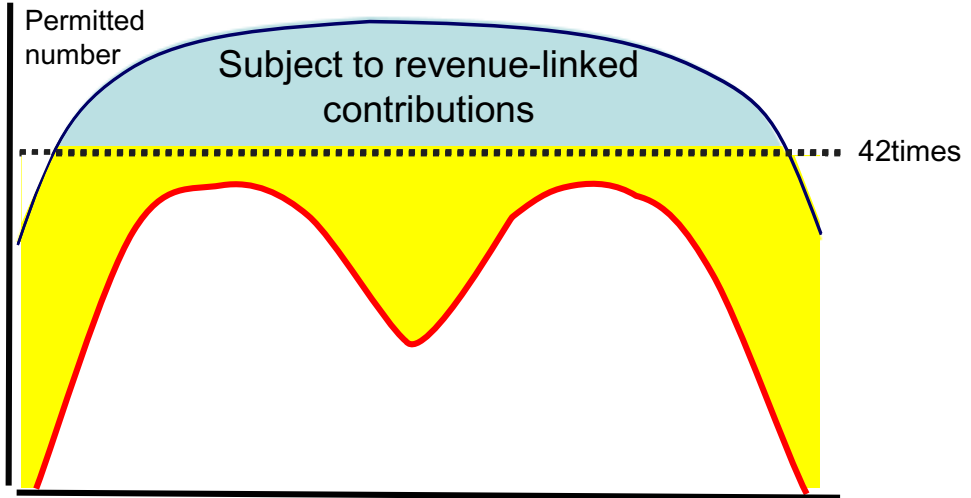 Permitted
number
Subject to revenue-linked
contributions
42times